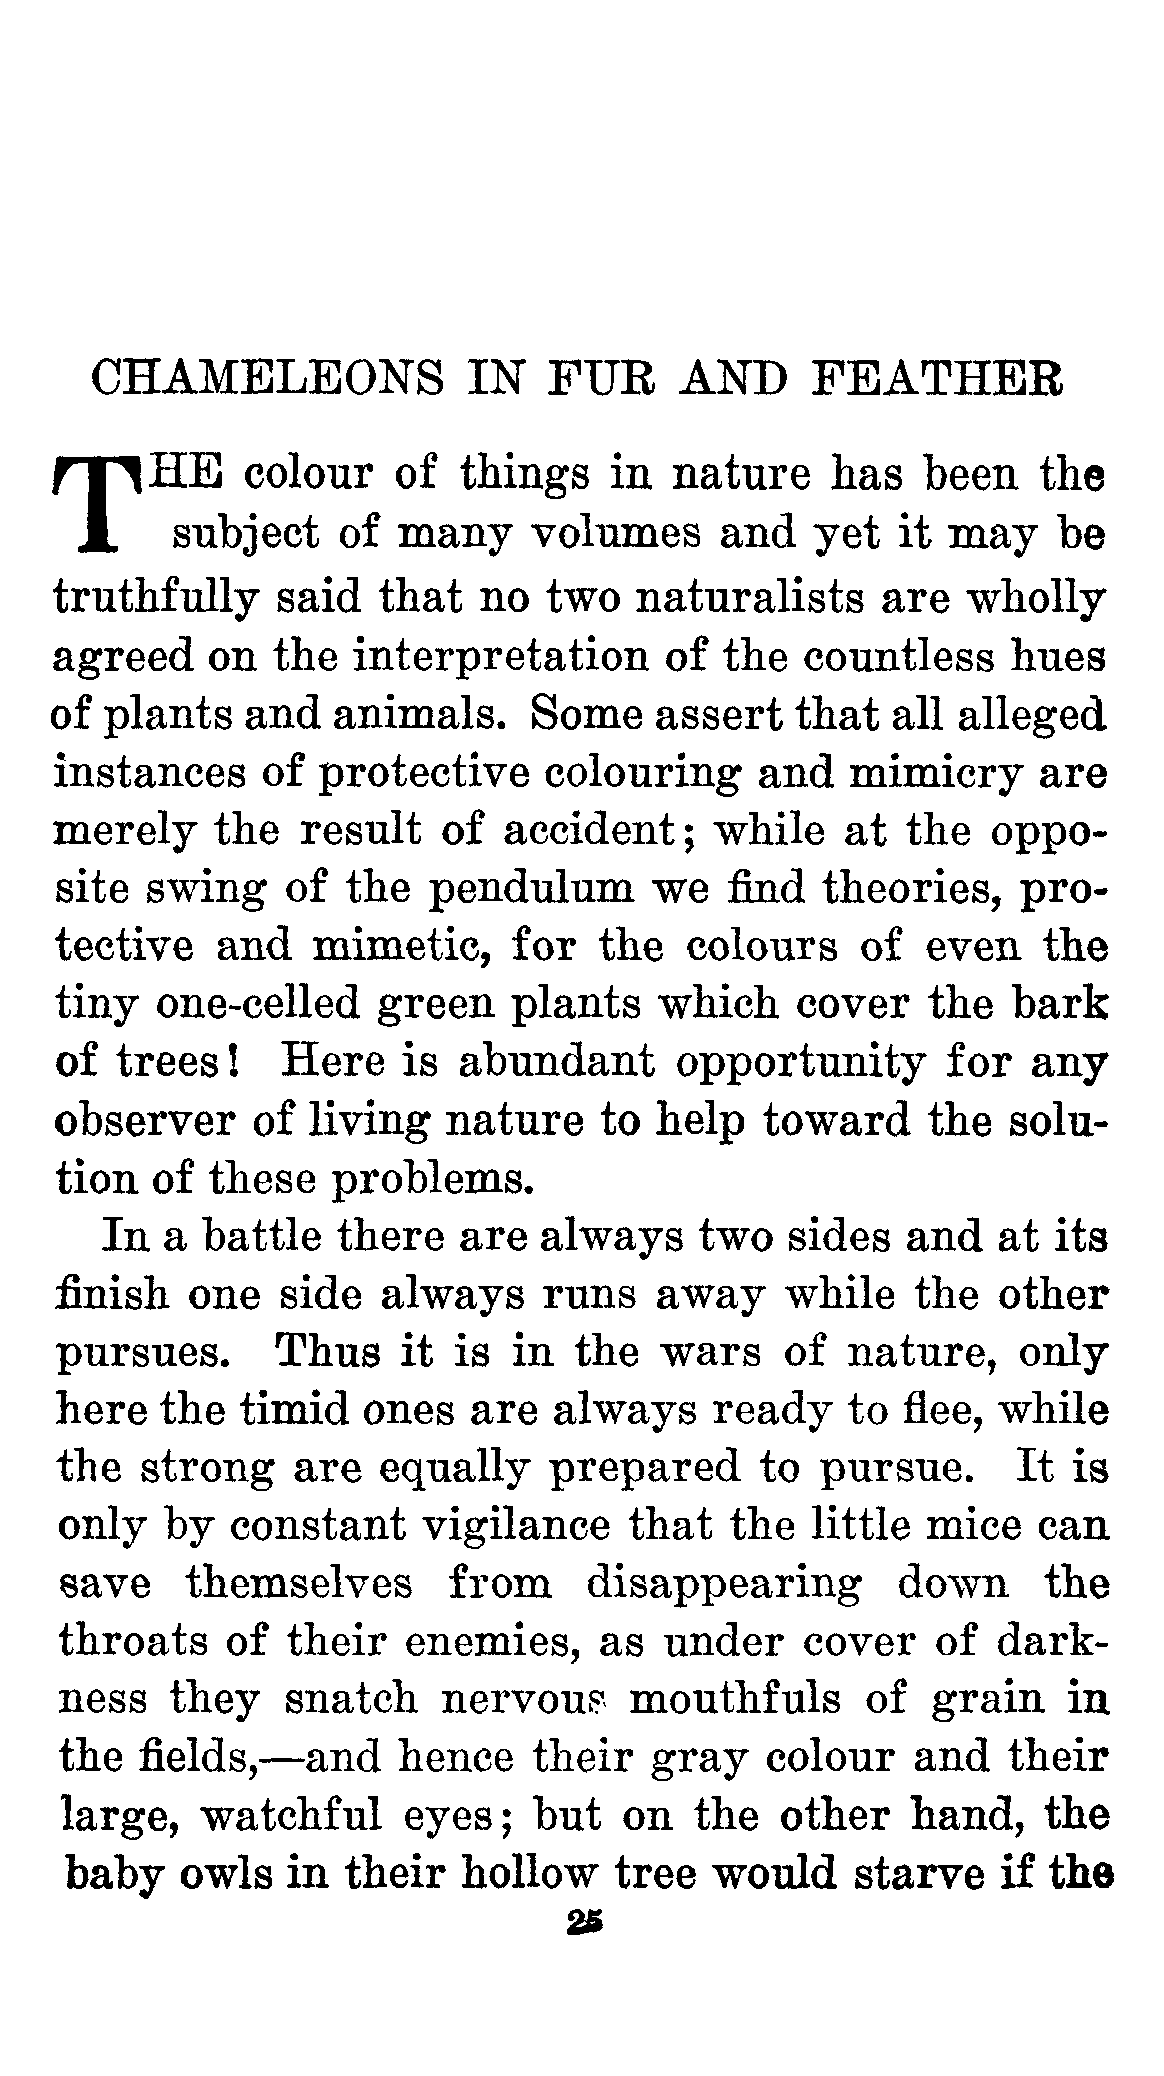 CHAMELEONS IN FUR AND FEATHER
THE colour of things in nature has been the
subject of many volumes and yet it may be
truthfully said that no two naturalists are wholly
agreed on the interpretation of the countless hues
of plants and animals. Some assert that all alleged
instances of protective colouring and mimicry are
merely the result of accident; while at the oppo-
site swing of the pendulum we find theories, pro-
tective and mimetic, for the colours of even the
tiny one-celled green plants which cover the bark
of trees! Here is abundant opportunity for any
observer of living nature to help toward the solu-
tion of these problems.
In a battle there are always two sides and at its
finish one side always runs away while the other
pursues. Thus it is in the wars of nature, only
here the timid ones are always ready to flee, while
the strong are equally prepared to pursue. It is
only by constant vigilance that the little mice can
save themselves from disappearing down the
throats of their enemies, as under cover of dark-
ness they snatch nervous mouthfuls of grain in
the fields,—and hence their gray colour and their
large, watchful eyes; but on the other hand, the
baby owls in their hollow tree would starve if the
25